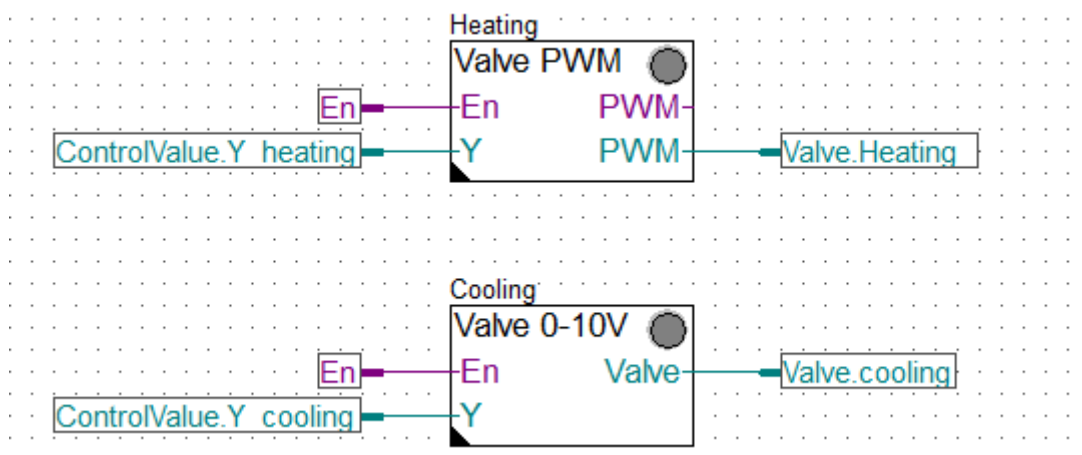 Heating
Valve PWM
En En PWM
ControlValue.Y_heating Y PWM Valve.Heating
Cooling
Valve 0-10V
En En Valve Valve.cooling
ControlValue.Y_cooling Y